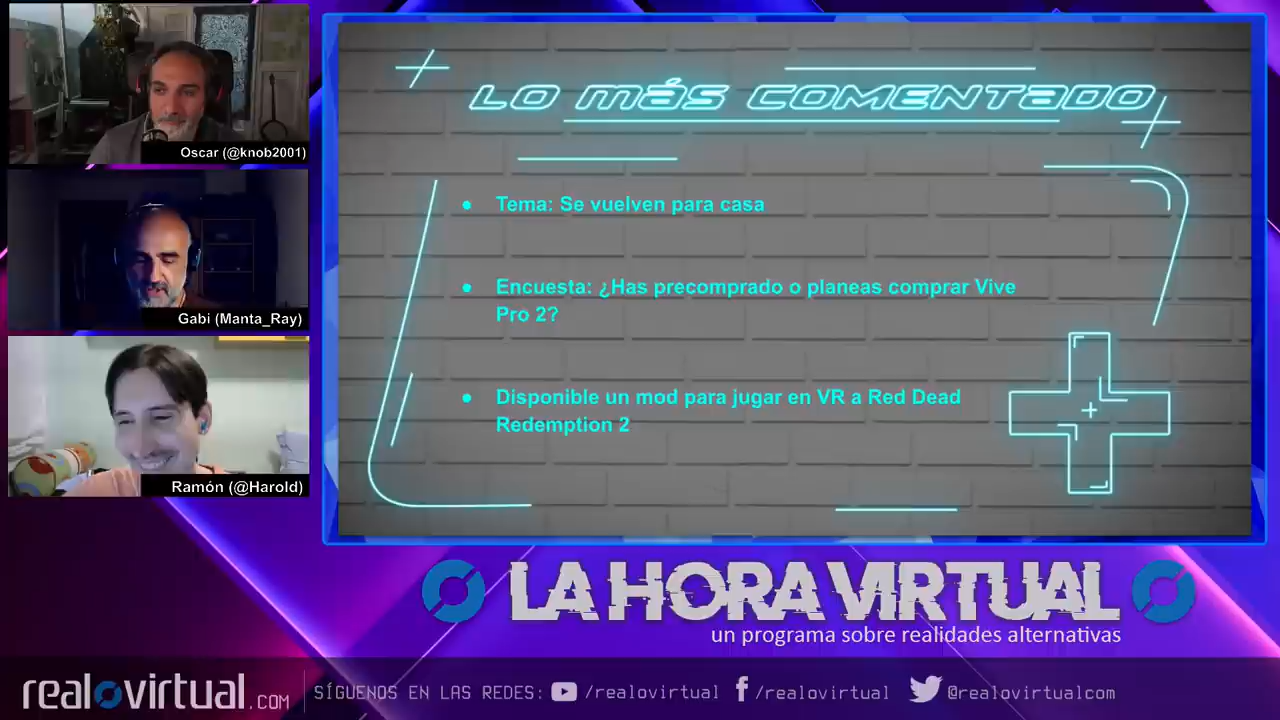 Oscar (@knob2001)
Gabi (Manta_Ray)
Ramón (@Harold)
LO MáS COMENTaDO
• Tema: Se vuelven para casa
• Encuesta: ¿Has precomprado o planeas comprar Vive
Pro 2?
• Disponible un mod para jugar en VR a Red Dead
Redemption 2
LA HORA VIRTUAL
un programa sobre realidades alternativas
realovirtual.com
SÍGUENOS EN LAS REDES: /realovirtual /realovirtual @realovirtualcom